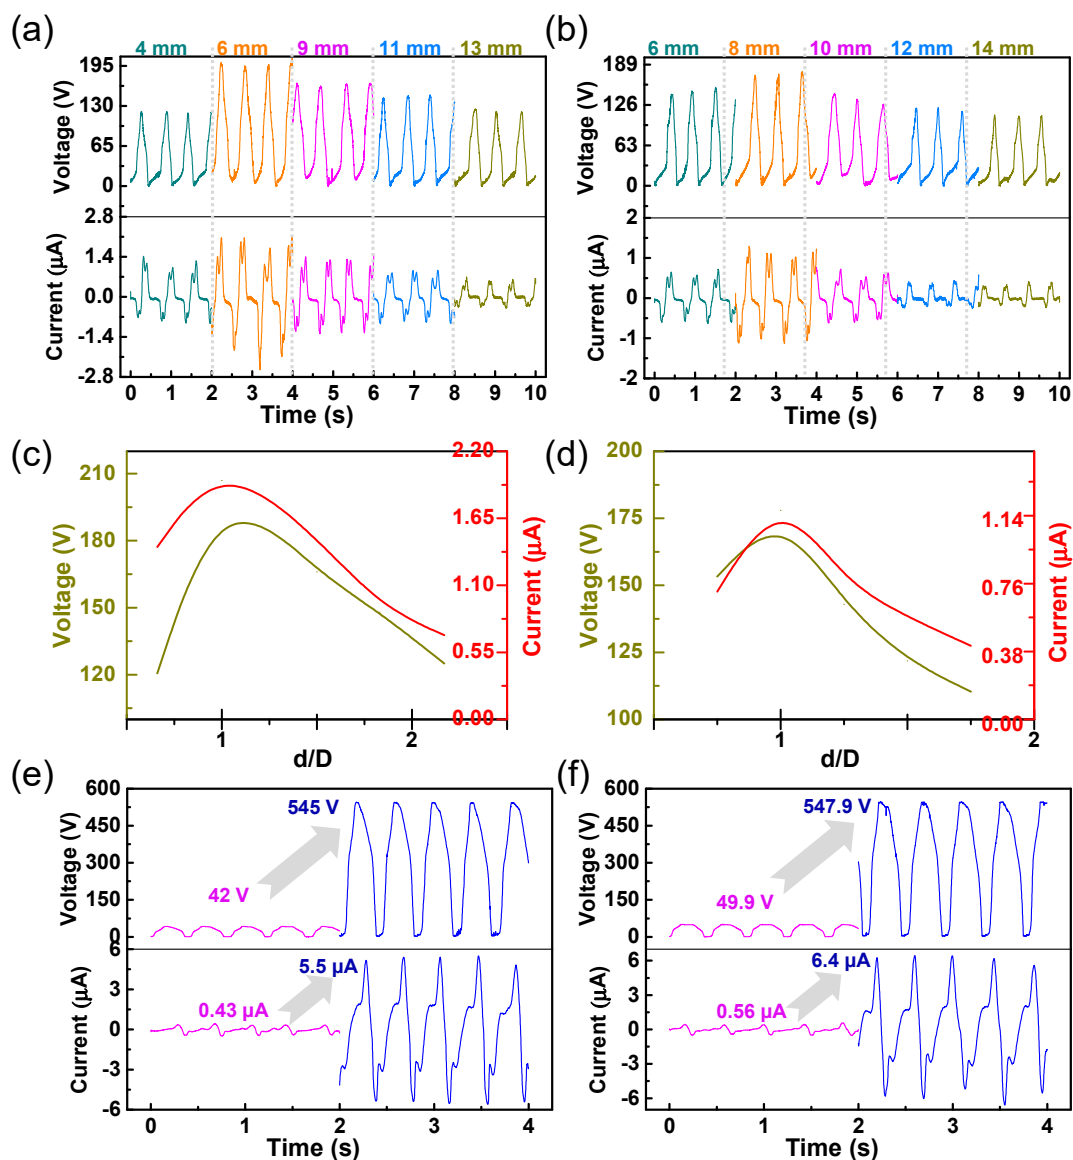 (a)
4 mm 6 mm 9 mm 11 mm 13 mm
195
130
65
0
Voltage (V)
2.8
1.4
0.0
-1.4
-2.8
Current (µA)
0 1 2 3 4 5 6 7 8 9 10
Time (s)
(b)
6 mm 8 mm 10 mm 12 mm 14 mm
189
126
63
0
Voltage (V)
2
1
0
-1
-2
Current (µA)
0 1 2 3 4 5 6 7 8 9 10
Time (s)
(c)
210
180
150
120
Voltage (V)
2.20
1.65
1.10
0.55
0.00
Current (µA)
1 2
d/D
(d)
200
175
150
125
100
Voltage (V)
1.14
0.76
0.38
0.00
Current (µA)
1 2
d/D
(e)
600
450
300
150
0
Voltage (V)
545 V
42 V
6
3
0
-3
-6
Current (µA)
5.5 µA
0.43 µA
0 1 2 3 4
Time (s)
(f)
600
450
300
150
0
Voltage (V)
547.9 V
49.9 V
6
3
0
-3
-6
Current (µA)
6.4 µA
0.56 µA
0 1 2 3 4
Time (s)